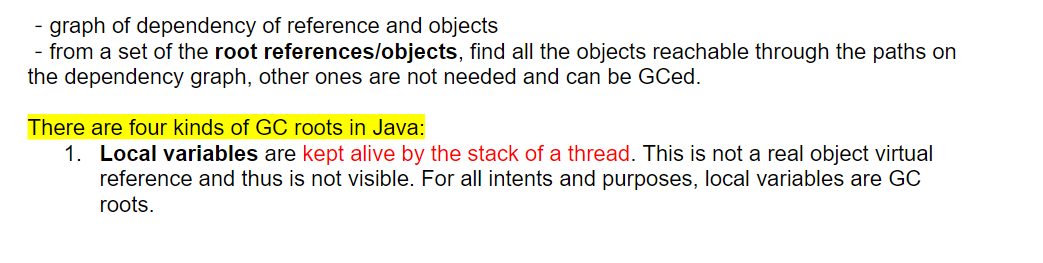 - graph of dependency of reference and objects
- from a set of the root references/objects, find all the objects reachable through the paths on
the dependency graph, other ones are not needed and can be GCed.
There are four kinds of GC roots in Java:
1. Local variables are kept alive by the stack of a thread. This is not a real object virtual
reference and thus is not visible. For all intents and purposes, local variables are GC
roots.